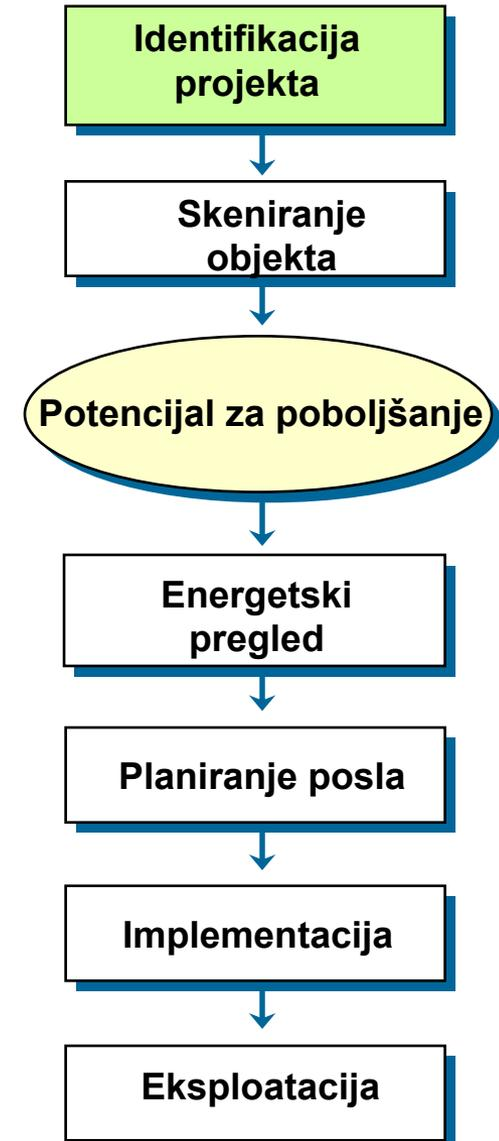 Identifikacija
projekta
Skeniranje
objekta
Potencijal za poboljšanje
Energetski
pregled
Planiranje posla
Implementacija
Eksploatacija